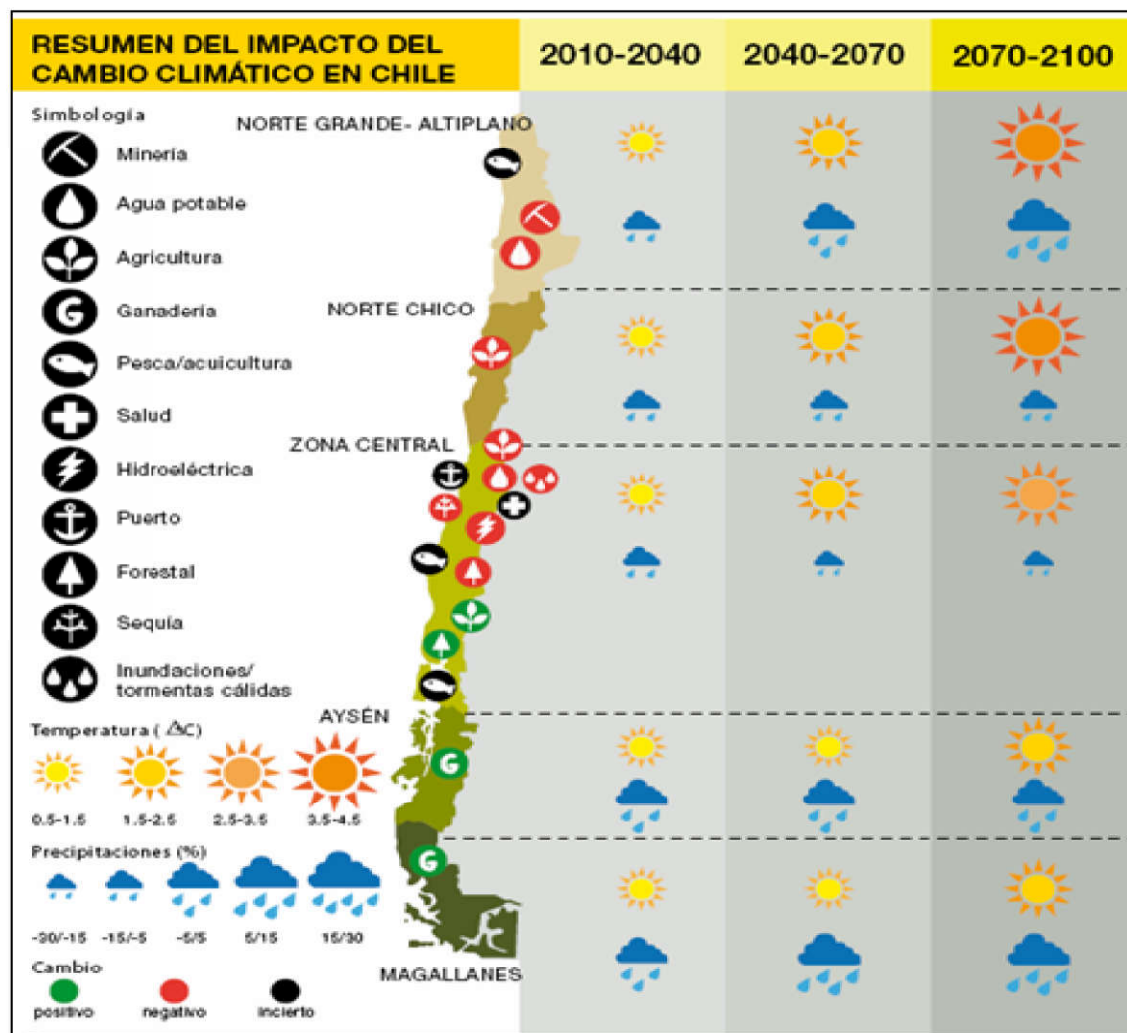 RESUMEN DEL IMPACTO DEL
CAMBIO CLIMÁTICO EN CHILE
2010-2040
2040-2070
2070-2100
Simbología
Minería
Agua potable
Agricultura
Ganadería
Pesca/acuicultura
Salud
Hidroeléctrica
Puerto
Forestal
Sequía
Inundaciones/
tormentas cálidas
NORTE GRANDE- ALTIPLANO
NORTE CHICO
ZONA CENTRAL
AYSÉN
MAGALLANES
Temperatura ( ΔC)
0.5-1.5 1.5-2.5 2.5-3.5 3.5-4.5
Precipitaciones (%)
-30/-15 -15/-5 -5/5 5/15 15/30
Cambio
positivo negativo incierto